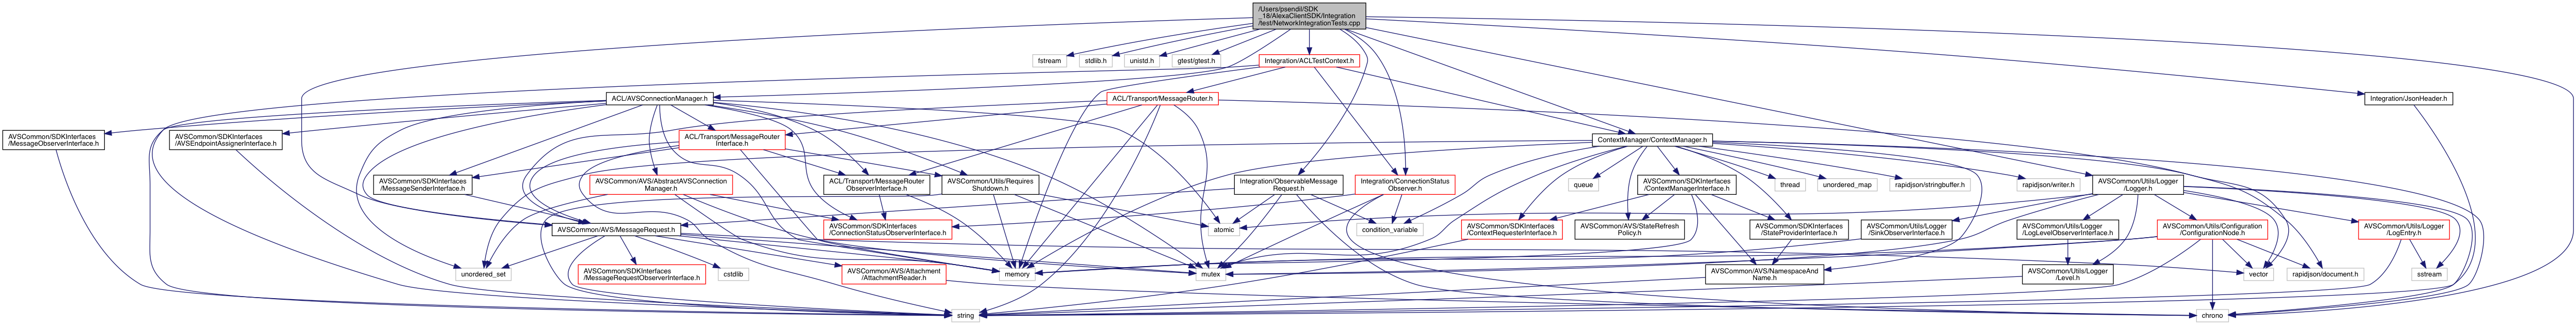 /Users/psendil/SDK
_18/AlexaClientSDK/Integration
/test/NetworkIntegrationTests.cpp
fstream
stdlib.h
unistd.h
gtest/gtest.h
Integration/ACLTestContext.h
ACL/AVSConnectionManager.h
ACL/Transport/MessageRouter.h
Integration/JsonHeader.h
AVSCommon/SDKInterfaces
/MessageObserverInterface.h
AVSCommon/SDKInterfaces
/AVSEndpointAssignerInterface.h
ACL/Transport/MessageRouter
Interface.h
ContextManager/ContextManager.h
AVSCommon/SDKInterfaces
/MessageSenderInterface.h
AVSCommon/AVS/AbstractAVSConnection
Manager.h
ACL/Transport/MessageRouter
ObserverInterface.h
AVSCommon/Utils/Requires
Shutdown.h
Integration/ObservableMessage
Request.h
Integration/ConnectionStatus
Observer.h
queue
AVSCommon/SDKInterfaces
/ContextManagerInterface.h
thread
unordered_map
rapidjson/stringbuffer.h
rapidjson/writer.h
AVSCommon/Utils/Logger
/Logger.h
AVSCommon/AVS/MessageRequest.h
AVSCommon/SDKInterfaces
/ConnectionStatusObserverInterface.h
atomic
condition_variable
AVSCommon/SDKInterfaces
/ContextRequesterInterface.h
AVSCommon/AVS/StateRefresh
Policy.h
AVSCommon/SDKInterfaces
/StateProviderInterface.h
AVSCommon/Utils/Logger
/SinkObserverInterface.h
AVSCommon/Utils/Logger
/LogLevelObserverInterface.h
AVSCommon/Utils/Configuration
/ConfigurationNode.h
AVSCommon/Utils/Logger
/LogEntry.h
unordered_set
AVSCommon/SDKInterfaces
/MessageRequestObserverInterface.h
cstdlib
AVSCommon/AVS/Attachment
/AttachmentReader.h
memory
mutex
AVSCommon/AVS/NamespaceAnd
Name.h
AVSCommon/Utils/Logger
/Level.h
vector
rapidjson/document.h
sstream
string
chrono